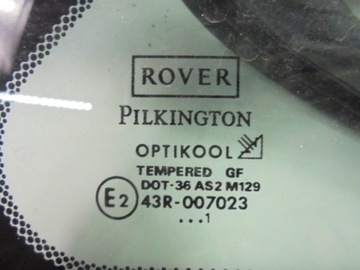 ROVER
PILKINGTON
OPTIKOOL
TEMPERED GF
DOT-36 AS2 M129
E2 43R-007023
...1